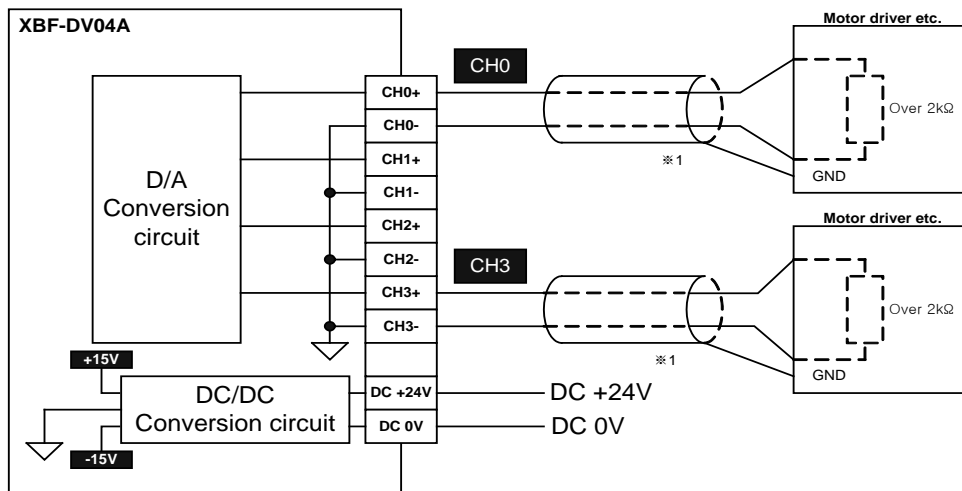 XBF-DV04A
D/A
Conversion
circuit
CH0+
CH0-
CH1+
CH1-
CH2+
CH2-
CH3+
CH3-
DC +24V
DC 0V
CH0
※1
Motor driver etc.
Over 2kΩ
GND
CH3
※1
Motor driver etc.
Over 2kΩ
GND
+15V
DC/DC
Conversion circuit
-15V
DC +24V
DC 0V